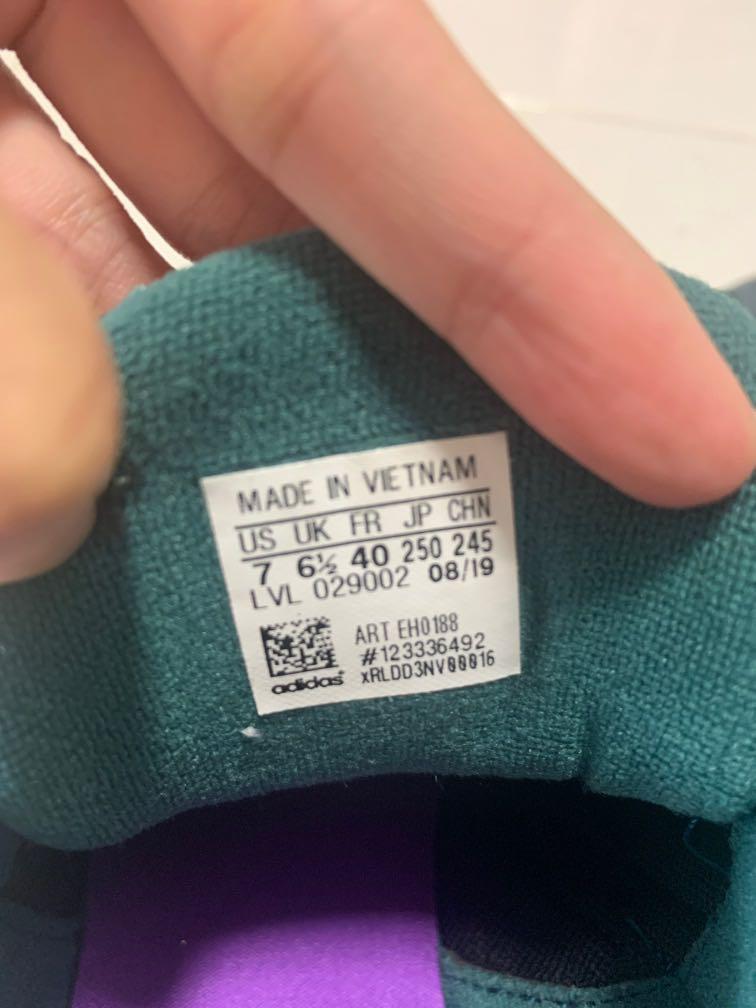 MADE IN VIETNAM
US UK FR JP CHN
7 6½ 40 250 245
LVL 029002 08/19
ART EH0188
#123336492
xRLDD3NV00016
adidas